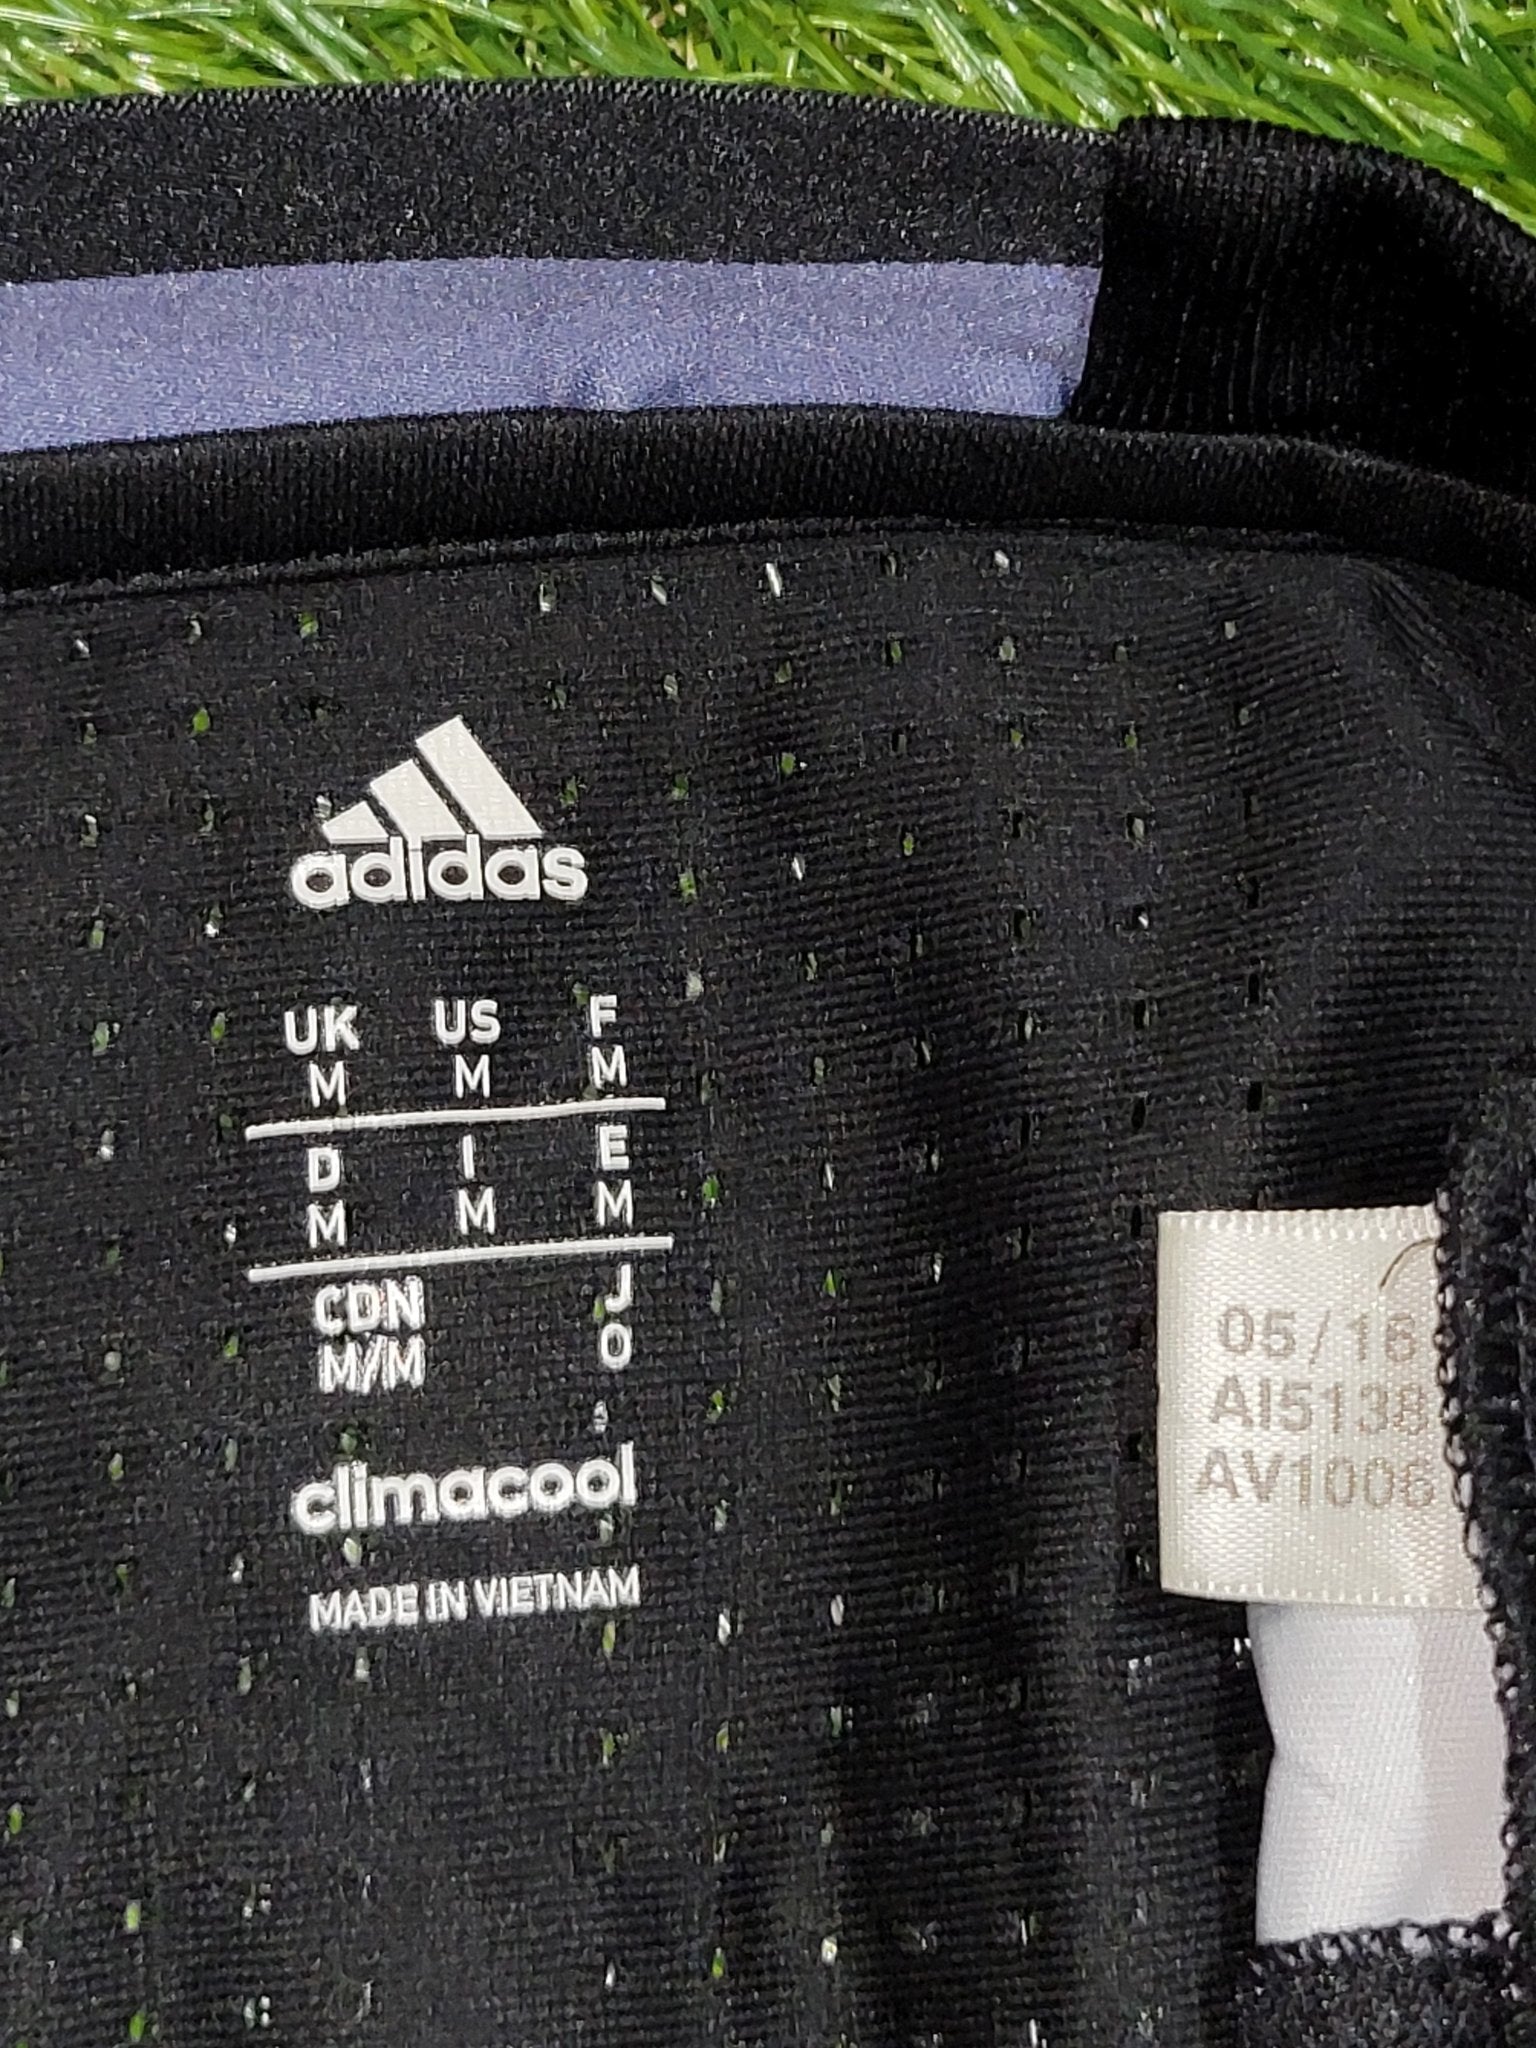 adidas
UK US F
M M M
D I E
M M M
CDN J
M/M O
climacool
MADE IN VIETNAM
05/16
AI5138
AV1006